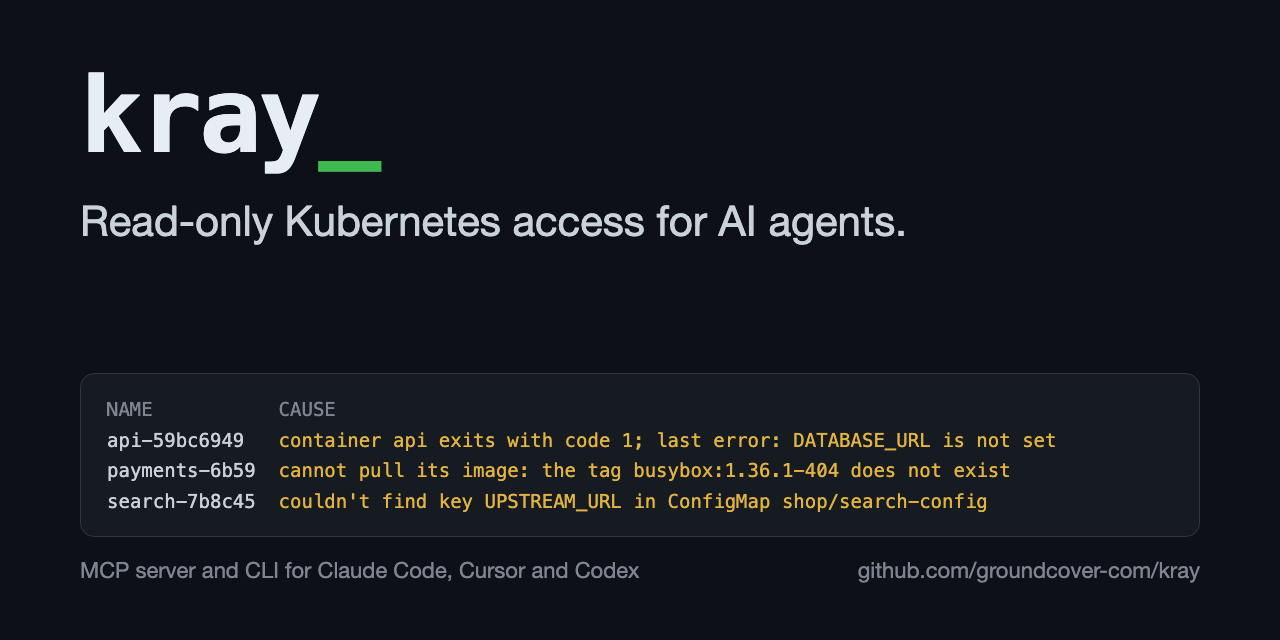 kray_
Read-only Kubernetes access for AI agents.
NAME CAUSE
api-59bc6949 container api exits with code 1; last error: DATABASE_URL is not set
payments-6b59 cannot pull its image: the tag busybox:1.36.1-404 does not exist
search-7b8c45 couldn't find key UPSTREAM_URL in ConfigMap shop/search-config
MCP server and CLI for Claude Code, Cursor and Codex
github.com/groundcover-com/kray